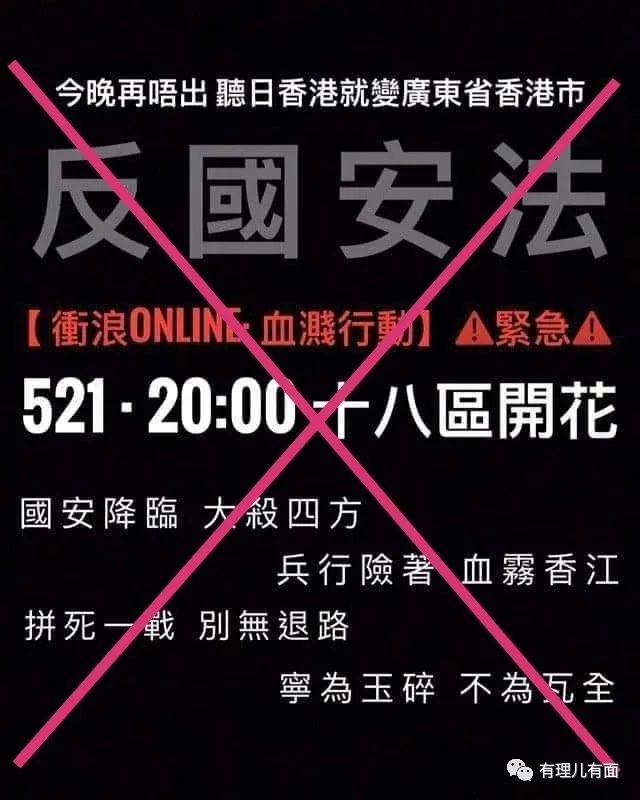 今晚再唔出 聽日香港就變廣東省香港市
反國安法
【衝浪ONLINE·血濺行動】⚠緊急⚠
521·20:00 十八區開花
國安降臨 大殺四方
兵行險著 血霧香江
拼死一戰 別無退路
寧為玉碎 不為瓦全
有理儿有面